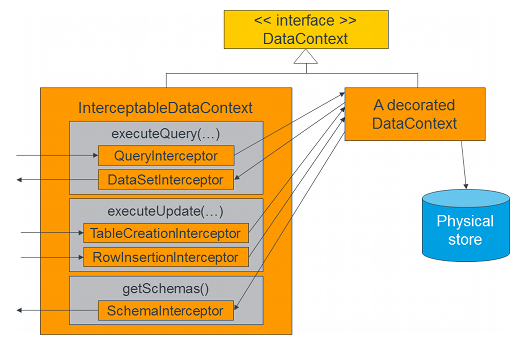 << interface >>
DataContext
InterceptableDataContext
executeQuery(…)
QueryInterceptor
DataSetInterceptor
executeUpdate(…)
TableCreationInterceptor
RowInsertionInterceptor
getSchemas()
SchemaInterceptor
A decorated
DataContext
Physical
store